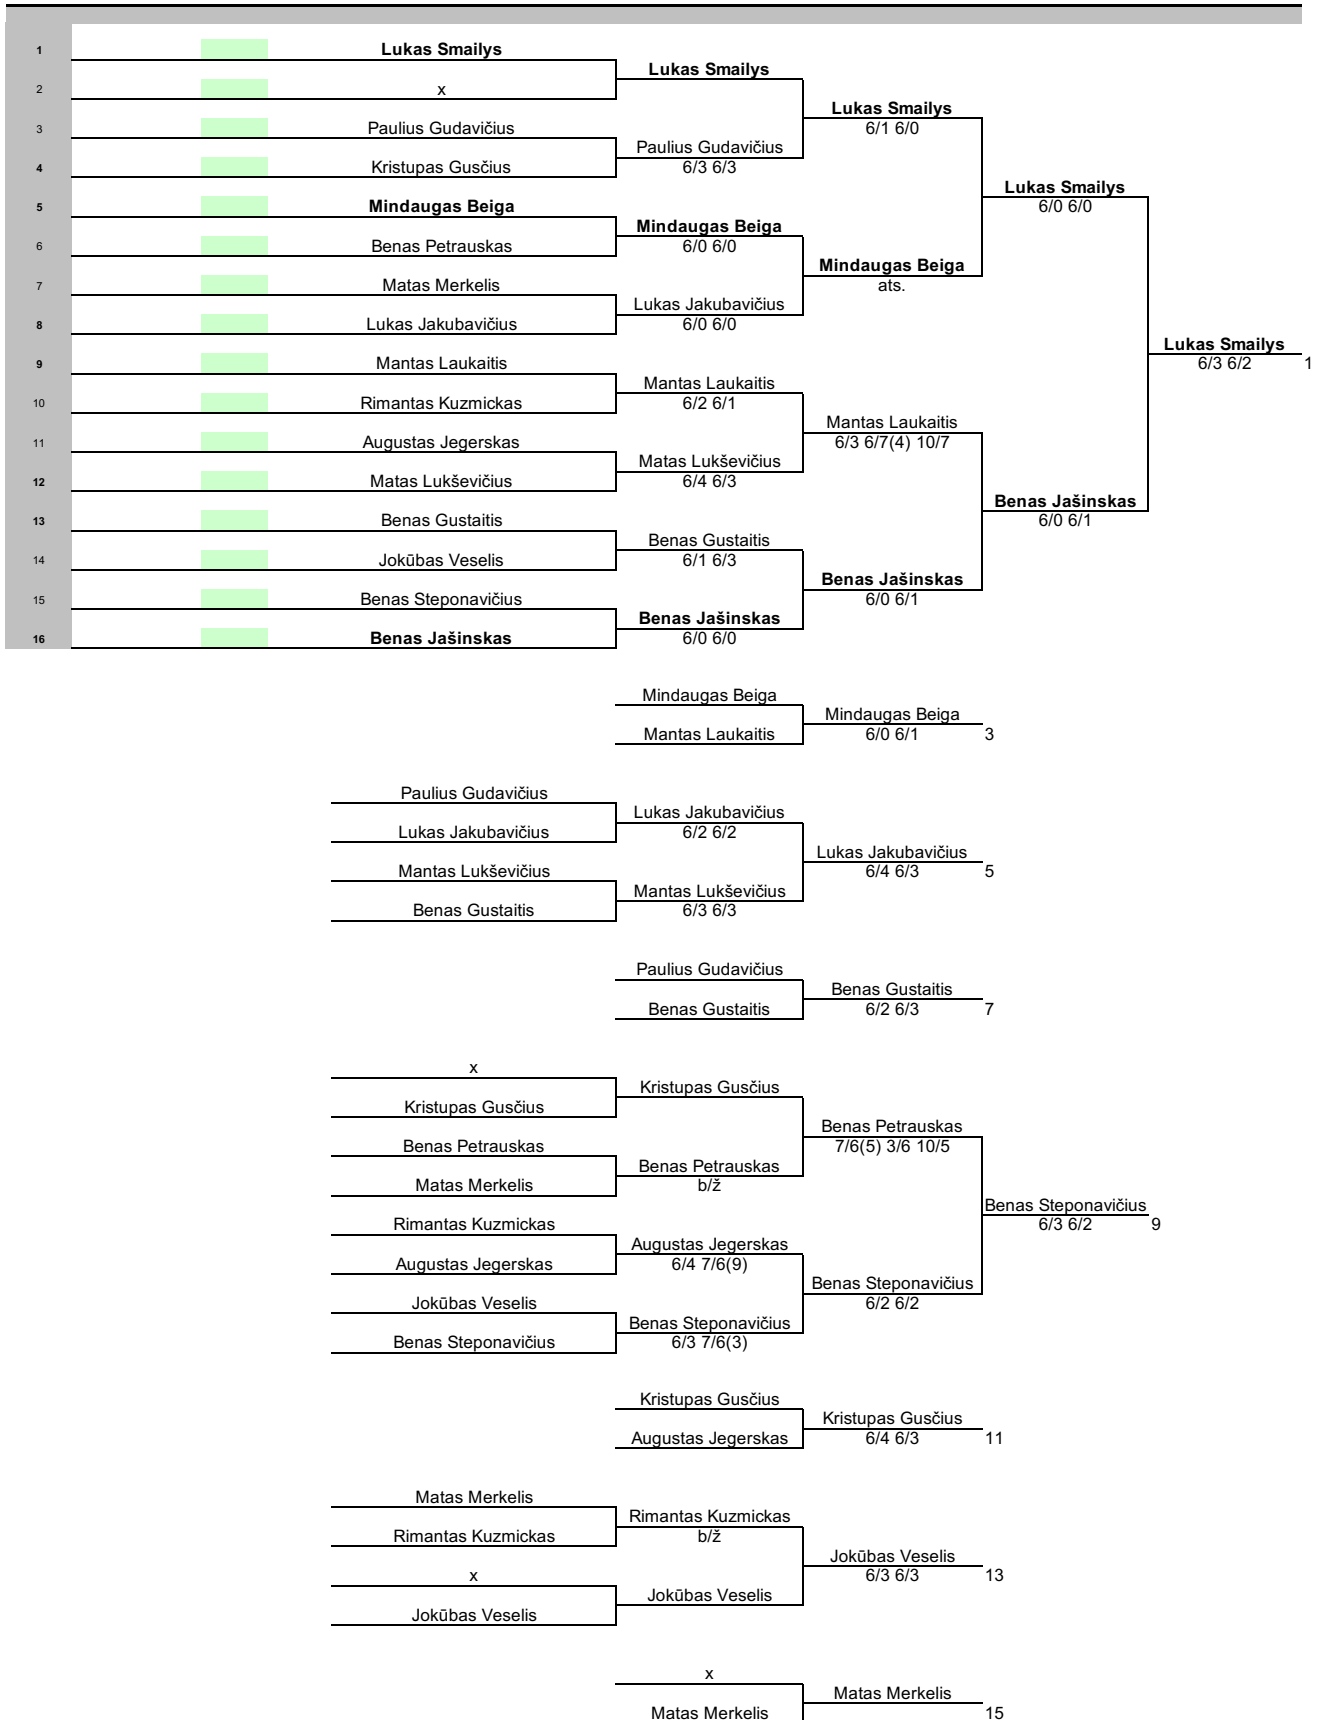 1 Lukas Smailys
Lukas Smailys
2 x
Lukas Smailys
3 Paulius Gudavičius 6/1 6/0
Paulius Gudavičius
4 Kristupas Gusčius 6/3 6/3
Lukas Smailys
5 Mindaugas Beiga 6/0 6/0
Mindaugas Beiga
6 Benas Petrauskas 6/0 6/0
Mindaugas Beiga
7 Matas Merkelis ats.
Lukas Jakubavičius
8 Lukas Jakubavičius 6/0 6/0
Lukas Smailys
9 Mantas Laukaitis 6/3 6/2 1
Mantas Laukaitis
10 Rimantas Kuzmickas 6/2 6/1
Mantas Laukaitis
11 Augustas Jegerskas 6/3 6/7(4) 10/7
Matas Lukševičius
12 Matas Lukševičius 6/4 6/3
Benas Jašinskas
13 Benas Gustaitis 6/0 6/1
Benas Gustaitis
14 Jokūbas Veselis 6/1 6/3
Benas Jašinskas
15 Benas Steponavičius 6/0 6/1
Benas Jašinskas
16 Benas Jašinskas 6/0 6/0
Mindaugas Beiga
Mindaugas Beiga
Mantas Laukaitis 6/0 6/1 3
Paulius Gudavičius
Lukas Jakubavičius
Lukas Jakubavičius 6/2 6/2
Lukas Jakubavičius
Mantas Lukševičius 6/4 6/3 5
Mantas Lukševičius
Benas Gustaitis 6/3 6/3
Paulius Gudavičius
Benas Gustaitis
Benas Gustaitis 6/2 6/3 7
x
Kristupas Gusčius
Kristupas Gusčius
Benas Petrauskas
Benas Petrauskas 7/6(5) 3/6 10/5
Benas Petrauskas
Matas Merkelis b/ž
Benas Steponavičius
Rimantas Kuzmickas 6/3 6/2 9
Augustas Jegerskas
Augustas Jegerskas 6/4 7/6(9)
Benas Steponavičius
Jokūbas Veselis 6/2 6/2
Benas Steponavičius
Benas Steponavičius 6/3 7/6(3)
Kristupas Gusčius
Kristupas Gusčius
Augustas Jegerskas 6/4 6/3 11
Matas Merkelis
Rimantas Kuzmickas
Rimantas Kuzmickas b/ž
Jokūbas Veselis
x 6/3 6/3 13
Jokūbas Veselis
Jokūbas Veselis
x
Matas Merkelis
Matas Merkelis 15